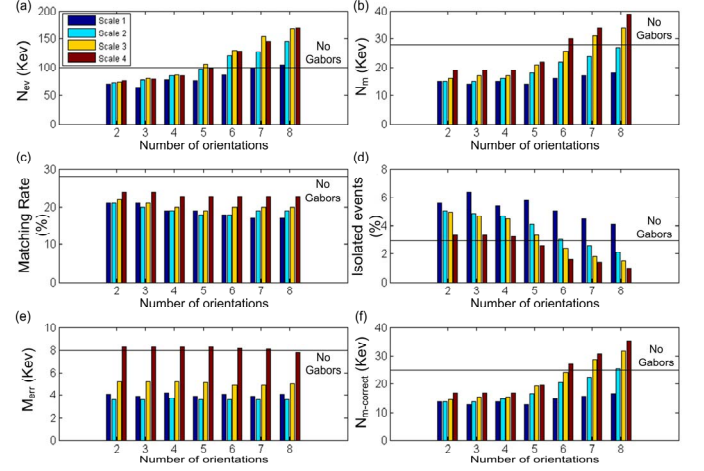 (a)
200
150
100
50
0
N_ev (Kev)
Scale 1
Scale 2
Scale 3
Scale 4
No
Gabors
2 3 4 5 6 7 8
Number of orientations
(b)
40
30
20
10
0
N_m (Kev)
No
Gabors
2 3 4 5 6 7 8
Number of orientations
(c)
30
20
10
0
Matching Rate
(%)
No
Gabors
2 3 4 5 6 7 8
Number of orientations
(d)
8
6
4
2
0
Isolated events
(%)
No
Gabors
2 3 4 5 6 7 8
Number of orientations
(e)
10
8
6
4
2
0
M_err (Kev)
No
Gabors
2 3 4 5 6 7 8
Number of orientations
(f)
40
30
20
10
0
N_m-correct (Kev)
No
Gabors
2 3 4 5 6 7 8
Number of orientations